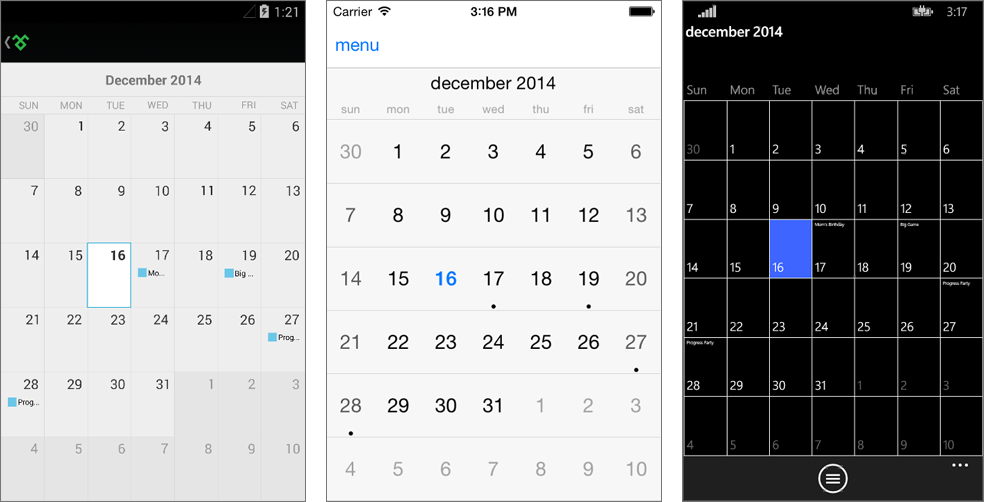 1:21
December 2014
SUN MON TUE WED THU FRI SAT
30 1 2 3 4 5 6
7 8 9 10 11 12 13
14 15 16 17 18 19 20
Mo... Big ...
21 22 23 24 25 26 27
Prog...
28 29 30 31 1 2 3
Prog...
4 5 6 7 8 9 10
Carrier 3:16 PM
menu
december 2014
sun mon tue wed thu fri sat
30 1 2 3 4 5 6
7 8 9 10 11 12 13
14 15 16 17 18 19 20
21 22 23 24 25 26 27
28 29 30 31 1 2 3
4 5 6 7 8 9 10
3:17
december 2014
Sun Mon Tue Wed Thu Fri Sat
30 1 2 3 4 5 6
7 8 9 10 11 12 13
Mom's Birthday Big Game
14 15 16 17 18 19 20
Progress Party
21 22 23 24 25 26 27
Progress Party
28 29 30 31 1 2 3
4 5 6 7 8 9 10